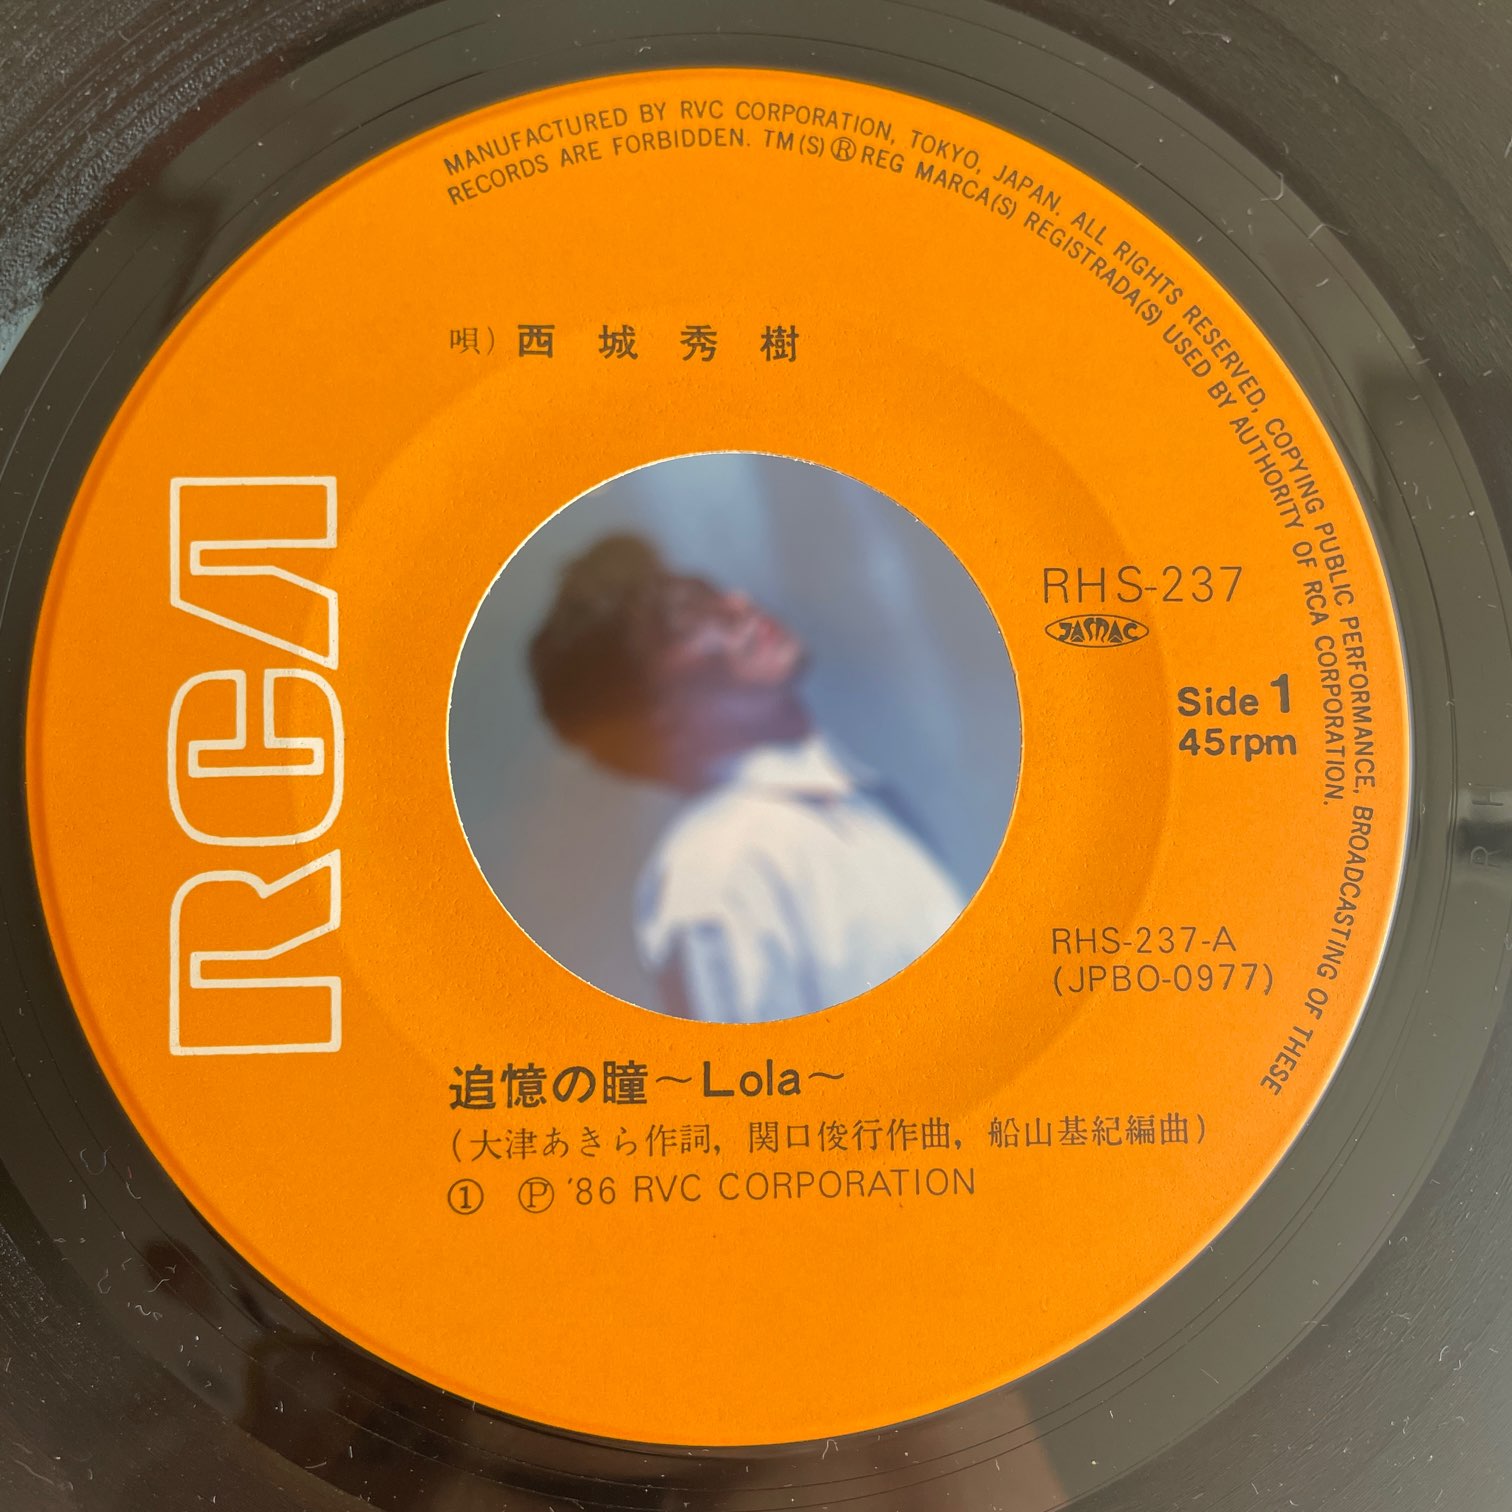 MANUFACTURED BY RVC CORPORATION, TOKYO, JAPAN. ALL RIGHTS RESERVED, COPYING PUBLIC PERFORMANCE, BROADCASTING OF THESE
RECORDS ARE FORBIDDEN. TM(S)®REG MARCA(S) REGISTRADA(S) USED BY AUTHORITY OF RCA CORPORATION.
唄) 西城秀樹
RCA
RHS-237
JASRAC
Side 1
45rpm
RHS-237-A
(JPBO-0977)
追憶の瞳〜Lola〜
(大津あきら作詞, 関口俊行作曲, 船山基紀編曲)
① Ⓟ '86 RVC CORPORATION